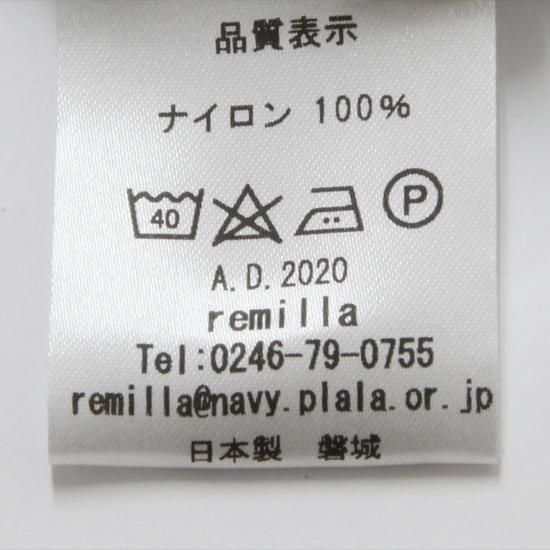 品質表示
ナイロン 100%
40 P
A.D.2020
remilla
Tel:0246-79-0755
remilla@navy.plala.or.jp
日本製 磐城